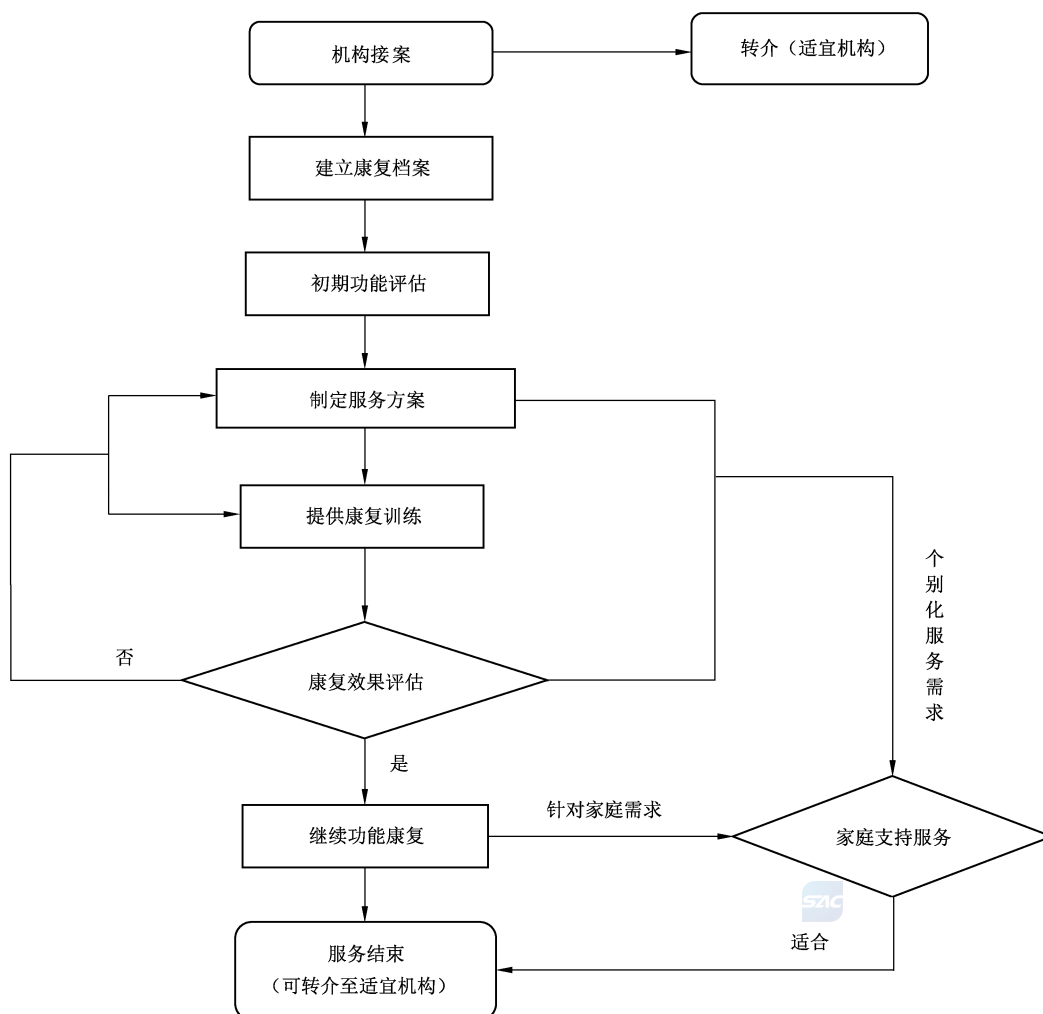 机构接案
转介（适宜机构）
建立康复档案
初期功能评估
制定服务方案
提供康复训练
个别化服务需求
否
康复效果评估
是
针对家庭需求
继续功能康复
家庭支持服务
SAC
适合
服务结束
（可转介至适宜机构）